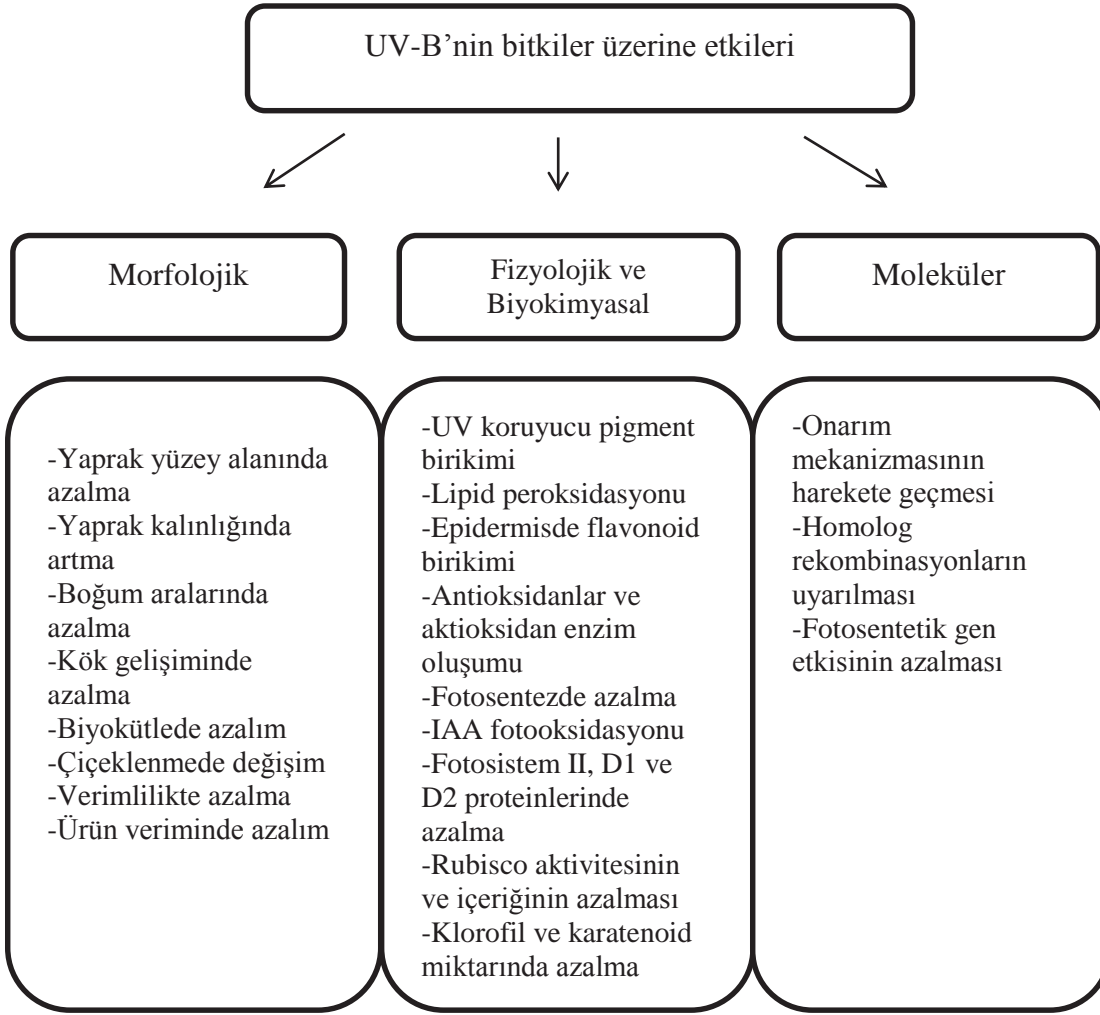 UV-B’nin bitkiler üzerine etkileri
Morfolojik
Fizyolojik ve
Biyokimyasal
Moleküler
-Yaprak yüzey alanında
azalma
-Yaprak kalınlığında
artma
-Boğum aralarında
azalma
-Kök gelişiminde
azalma
-Biyokütlede azalım
-Çiçeklenmede değişim
-Verimlilikte azalma
-Ürün veriminde azalım
-UV koruyucu pigment
birikimi
-Lipid peroksidasyonu
-Epidermisde flavonoid
birikimi
-Antioksidanlar ve
aktioksidan enzim
oluşumu
-Fotosentezde azalma
-IAA fotooksidasyonu
-Fotosistem II, D1 ve
D2 proteinlerinde
azalma
-Rubisco aktivitesinin
ve içeriğinin azalması
-Klorofil ve karatenoid
miktarında azalma
-Onarım
mekanizmasının
harekete geçmesi
-Homolog
rekombinasyonların
uyarılması
-Fotosentetik gen
etkisinin azalması